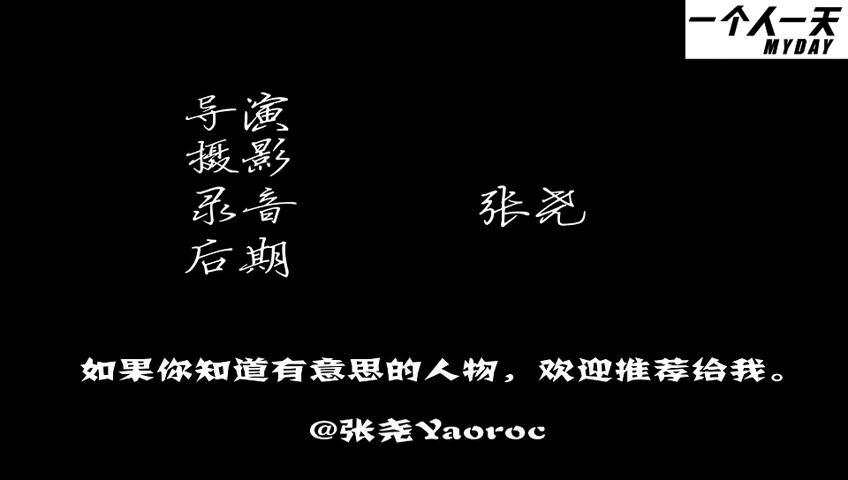 一个人一天
MYDAY
导演
摄影
录音 张尧
后期
如果你知道有意思的人物，欢迎推荐给我。
@张尧Yaoroc